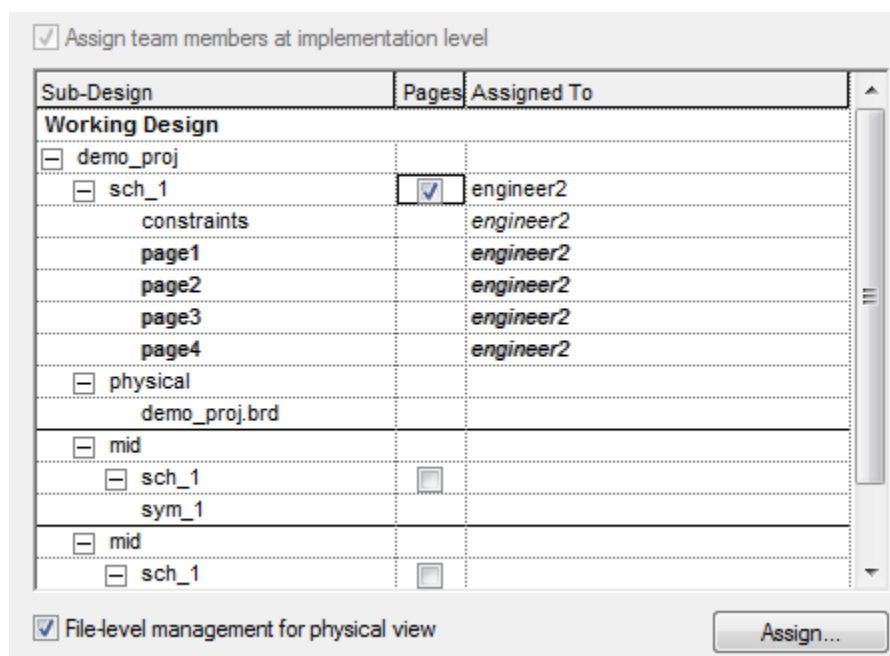 Assign team members at implementation level
Sub-Design Pages Assigned To
Working Design
demo_proj
sch_1 engineer2
constraints engineer2
page1 engineer2
page2 engineer2
page3 engineer2
page4 engineer2
physical
demo_proj.brd
mid
sch_1
sym_1
mid
sch_1
File-level management for physical view Assign...